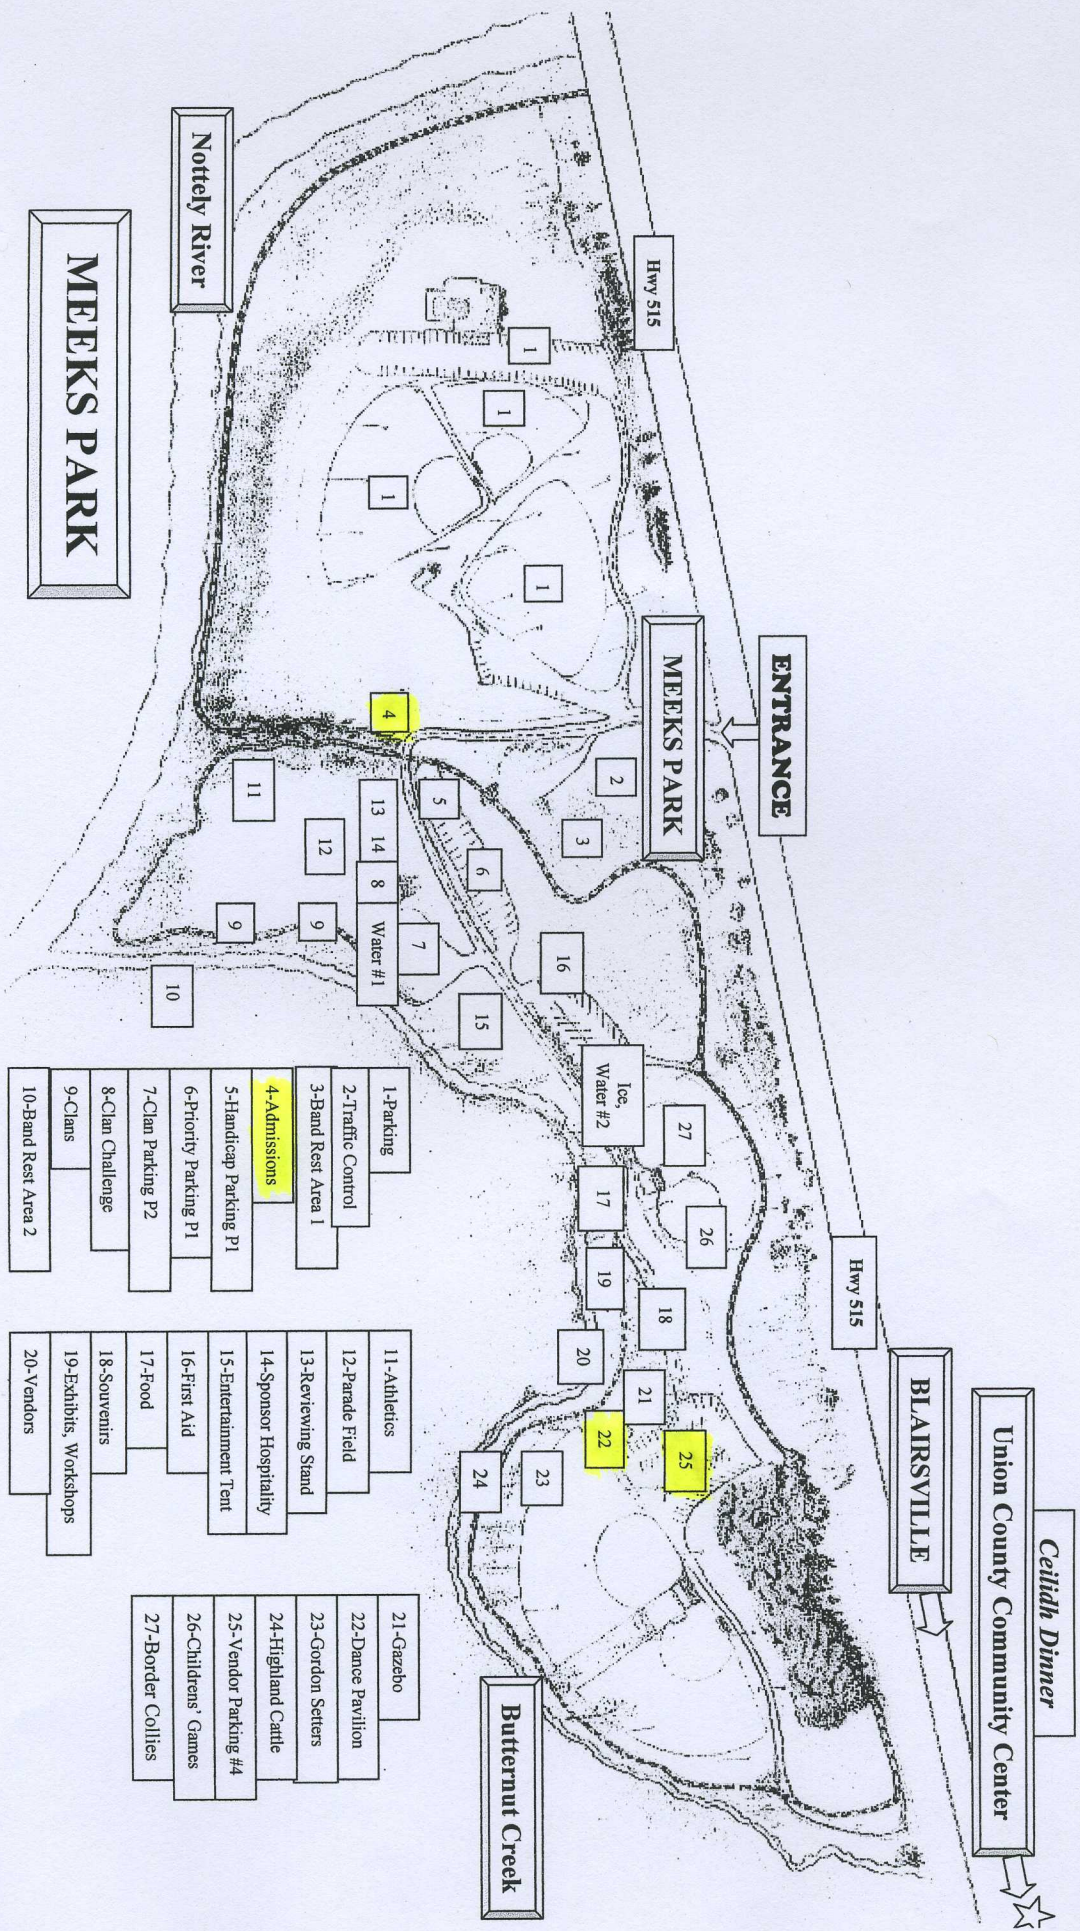 Ceilidh Dinner
Union County Community Center
BLAIRSVILLE
Hwy 515
Hwy 515
ENTRANCE
MEEKS PARK
1
1
1
1
2
3
4
5
6
7
8
Water #1
9
9
10
11
12
13 14
15
16
Ice,
Water #2
17
18
19
20
21
22
23
24
25
26
27
Nottely River
Butternut Creek
MEEKS PARK
1-Parking
2-Traffic Control
3-Band Rest Area 1
4-Admissions
5-Handicap Parking P1
6-Priority Parking P1
7-Clan Parking P2
8-Clan Challenge
9-Clans
10-Band Rest Area 2
11-Athletics
12-Parade Field
13-Reviewing Stand
14-Sponsor Hospitality
15-Entertainment Tent
16-First Aid
17-Food
18-Souvenirs
19-Exhibits, Workshops
20-Vendors
21-Gazebo
22-Dance Pavilion
23-Gordon Setters
24-Highland Cattle
25-Vendor Parking #4
26-Childrens' Games
27-Border Collies